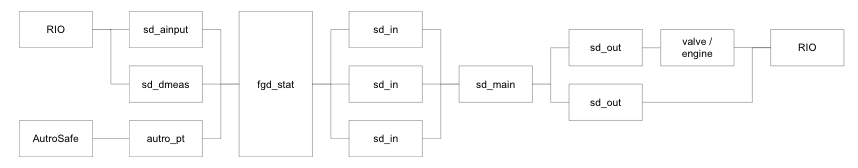 RIO
sd_ainput
sd_dmeas
AutroSafe
autro_pt
fgd_stat
sd_in
sd_in
sd_in
sd_main
sd_out
sd_out
valve /
engine
RIO